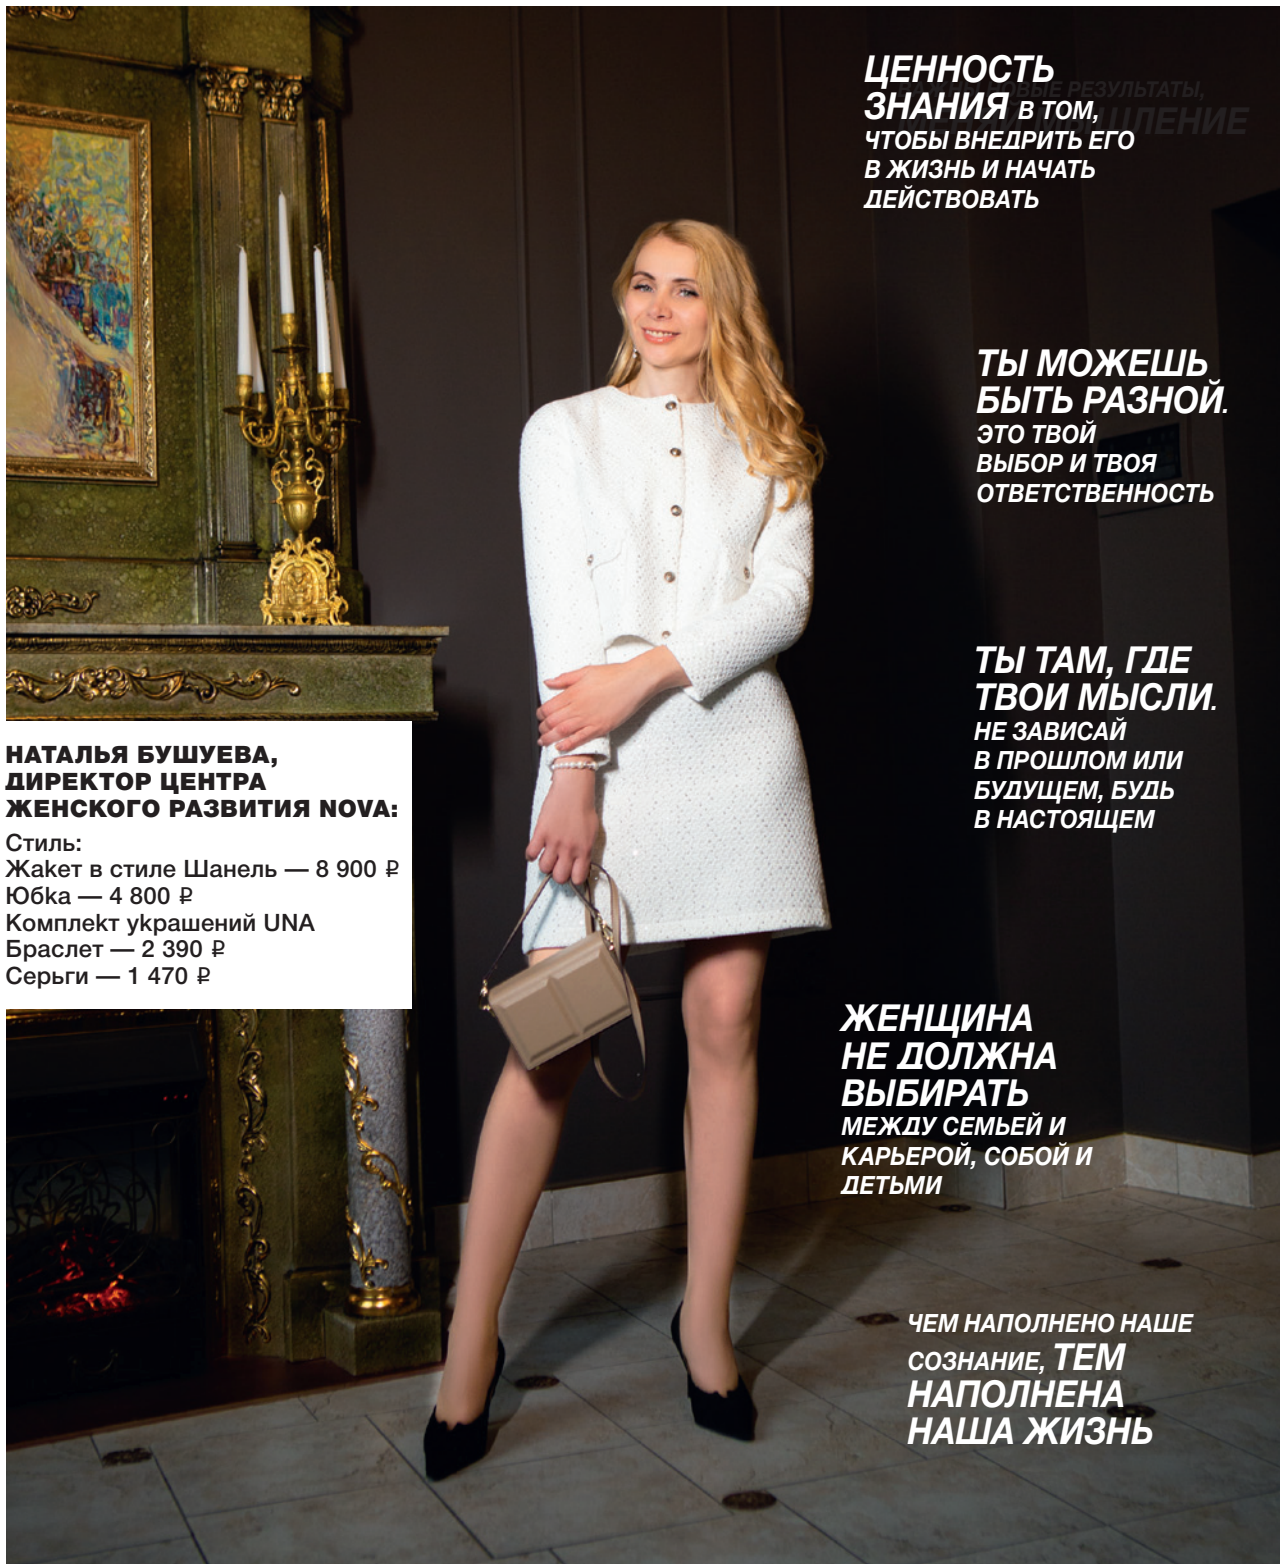 ЦЕННОСТЬ
ЗНАНИЯ В ТОМ,
ЧТОБЫ ВНЕДРИТЬ ЕГО
В ЖИЗНЬ И НАЧАТЬ
ДЕЙСТВОВАТЬ
РЕЗУЛЬТАТЫ,
ТЫ МОЖЕШЬ
БЫТЬ РАЗНОЙ.
ЭТО ТВОЙ
ВЫБОР И ТВОЯ
ОТВЕТСТВЕННОСТЬ
ТЫ ТАМ, ГДЕ
ТВОИ МЫСЛИ.
НЕ ЗАВИСАЙ
В ПРОШЛОМ ИЛИ
БУДУЩЕМ, БУДЬ
В НАСТОЯЩЕМ
НАТАЛЬЯ БУШУЕВА,
ДИРЕКТОР ЦЕНТРА
ЖЕНСКОГО РАЗВИТИЯ NOVA:
Стиль:
Жакет в стиле Шанель — 8 900 ₽
Юбка — 4 800 ₽
Комплект украшений UNA
Браслет — 2 390 ₽
Серьги — 1 470 ₽
ЖЕНЩИНА
НЕ ДОЛЖНА
ВЫБИРАТЬ
МЕЖДУ СЕМЬЕЙ И
КАРЬЕРОЙ, СОБОЙ И
ДЕТЬМИ
ЧЕМ НАПОЛНЕНО НАШЕ
СОЗНАНИЕ, ТЕМ
НАПОЛНЕНА
НАША ЖИЗНЬ